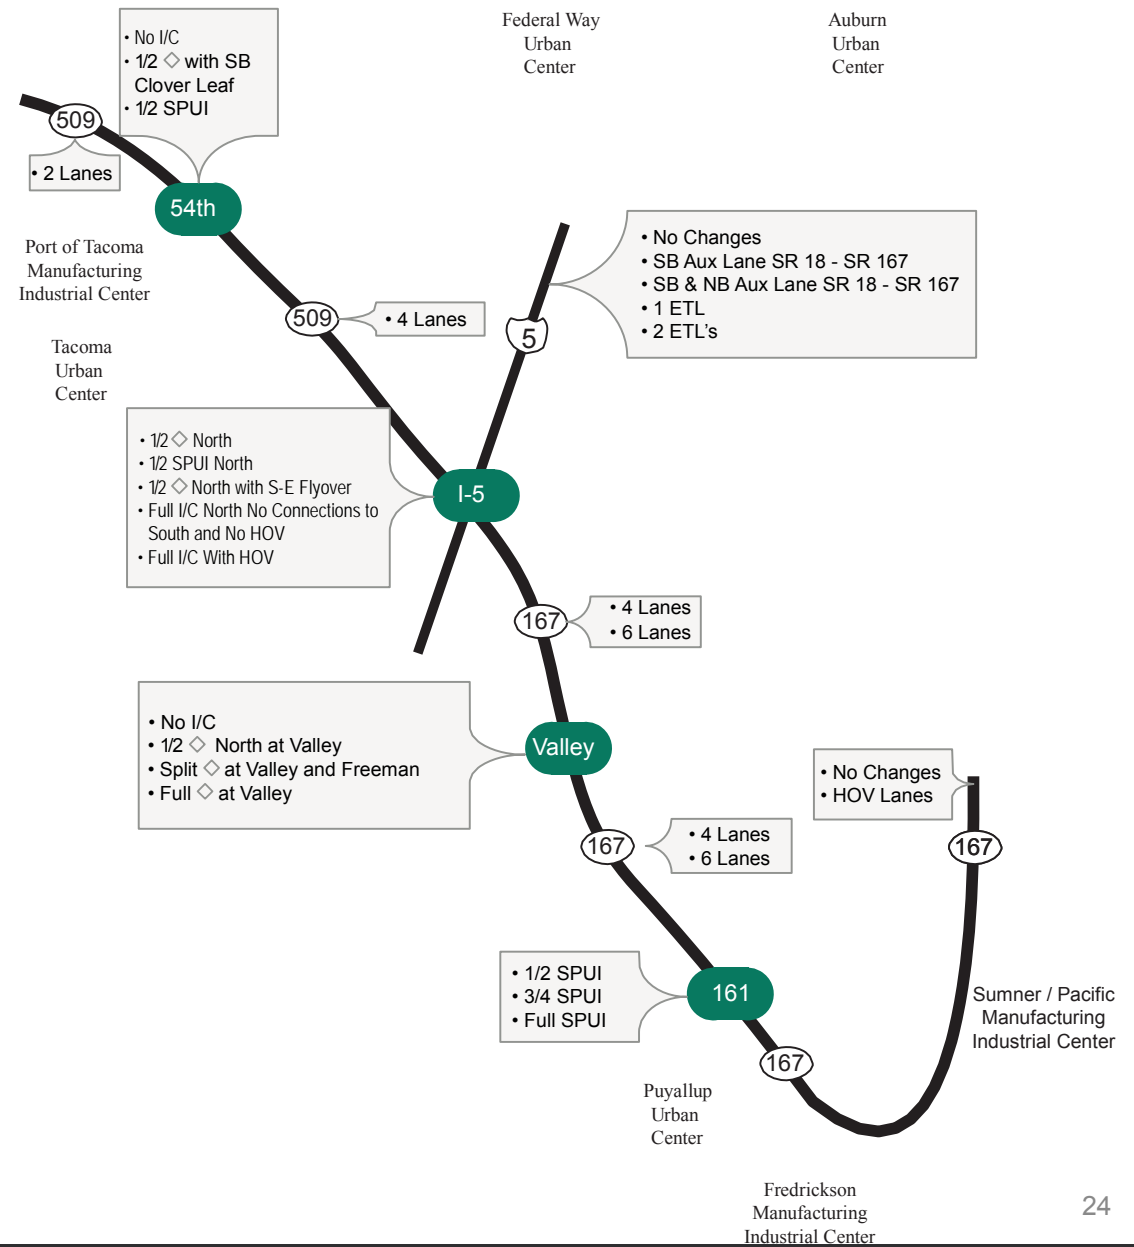 Federal Way
Urban
Center
Auburn
Urban
Center
• No I/C
• 1/2 ◇ with SB
Clover Leaf
• 1/2 SPUI
509
• 2 Lanes
54th
Port of Tacoma
Manufacturing
Industrial Center
• No Changes
• SB Aux Lane SR 18 - SR 167
• SB & NB Aux Lane SR 18 - SR 167
• 1 ETL
• 2 ETL's
509
• 4 Lanes
5
Tacoma
Urban
Center
• 1/2 ◇ North
• 1/2 SPUI North
• 1/2 ◇ North with S-E Flyover
• Full I/C North No Connections to
South and No HOV
• Full I/C With HOV
I-5
167
• 4 Lanes
• 6 Lanes
• No I/C
• 1/2 ◇ North at Valley
• Split ◇ at Valley and Freeman
• Full ◇ at Valley
Valley
• No Changes
• HOV Lanes
167
• 4 Lanes
• 6 Lanes
167
• 1/2 SPUI
• 3/4 SPUI
• Full SPUI
161
Sumner / Pacific
Manufacturing
Industrial Center
167
Puyallup
Urban
Center
Fredrickson
Manufacturing
Industrial Center
24